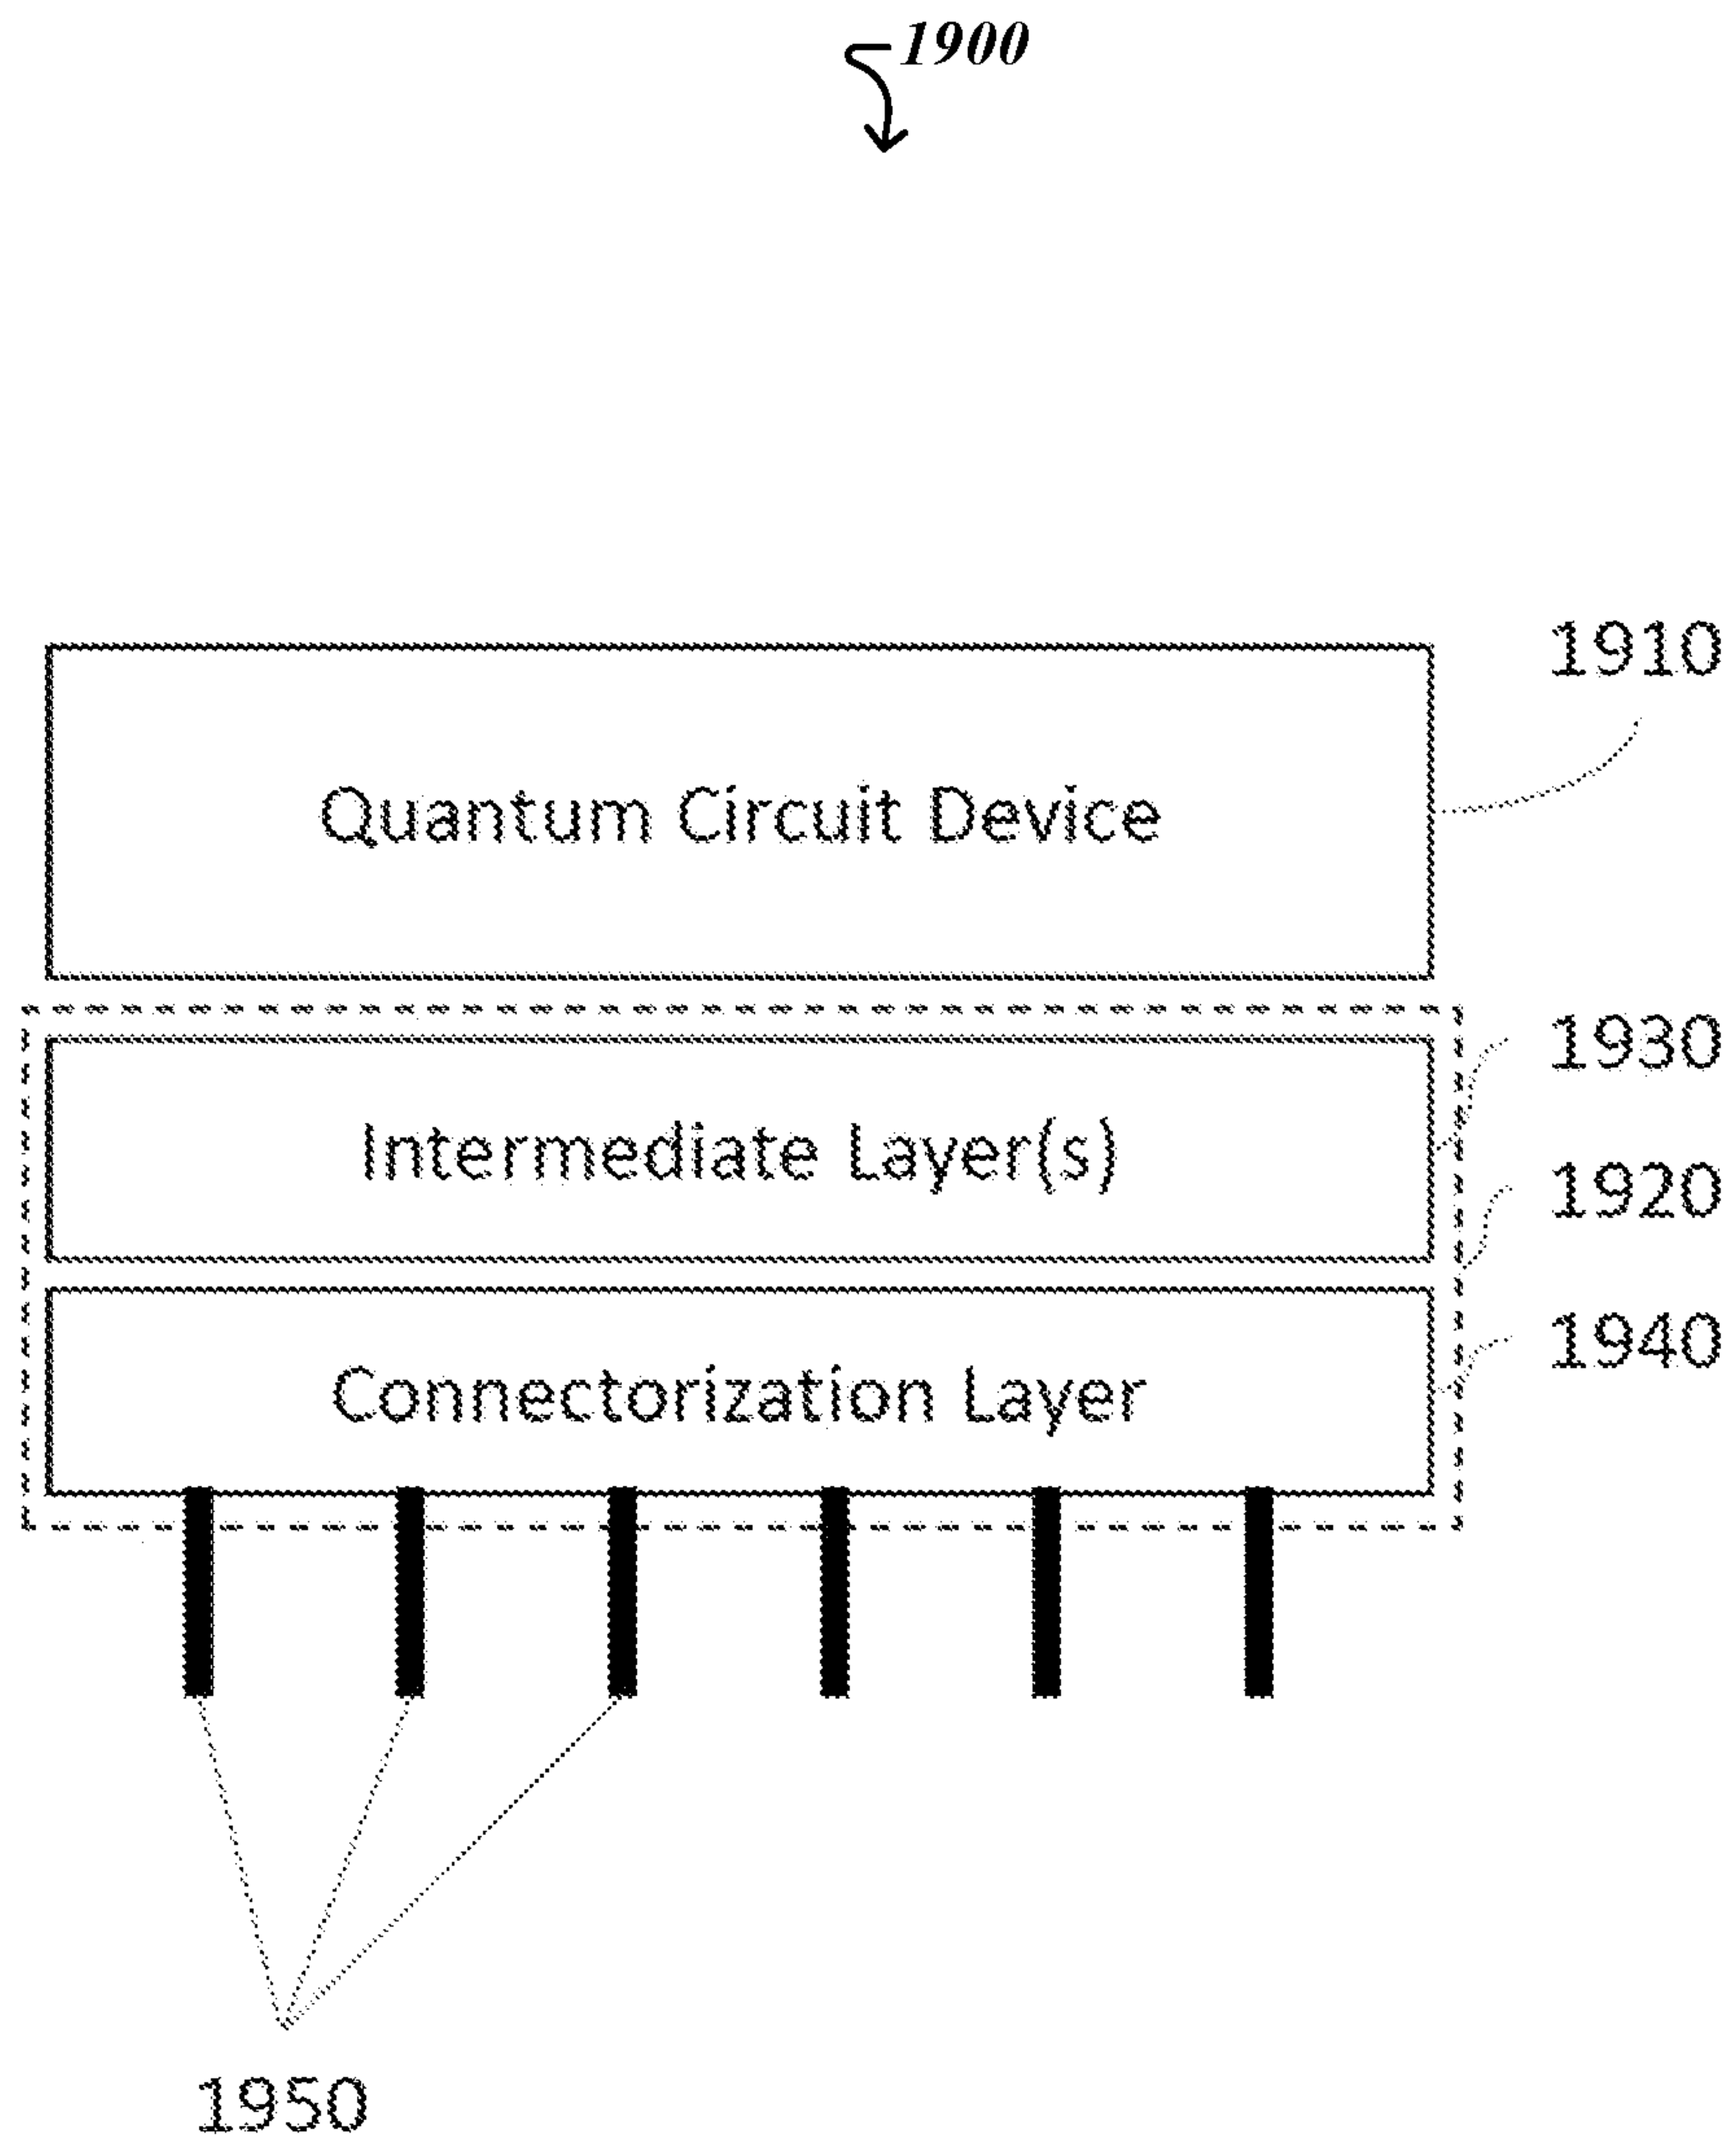 1900
1910
Quantum Circuit Device
1930
Intermediate Layer(s)
1920
1940
Connectorization Layer
1950